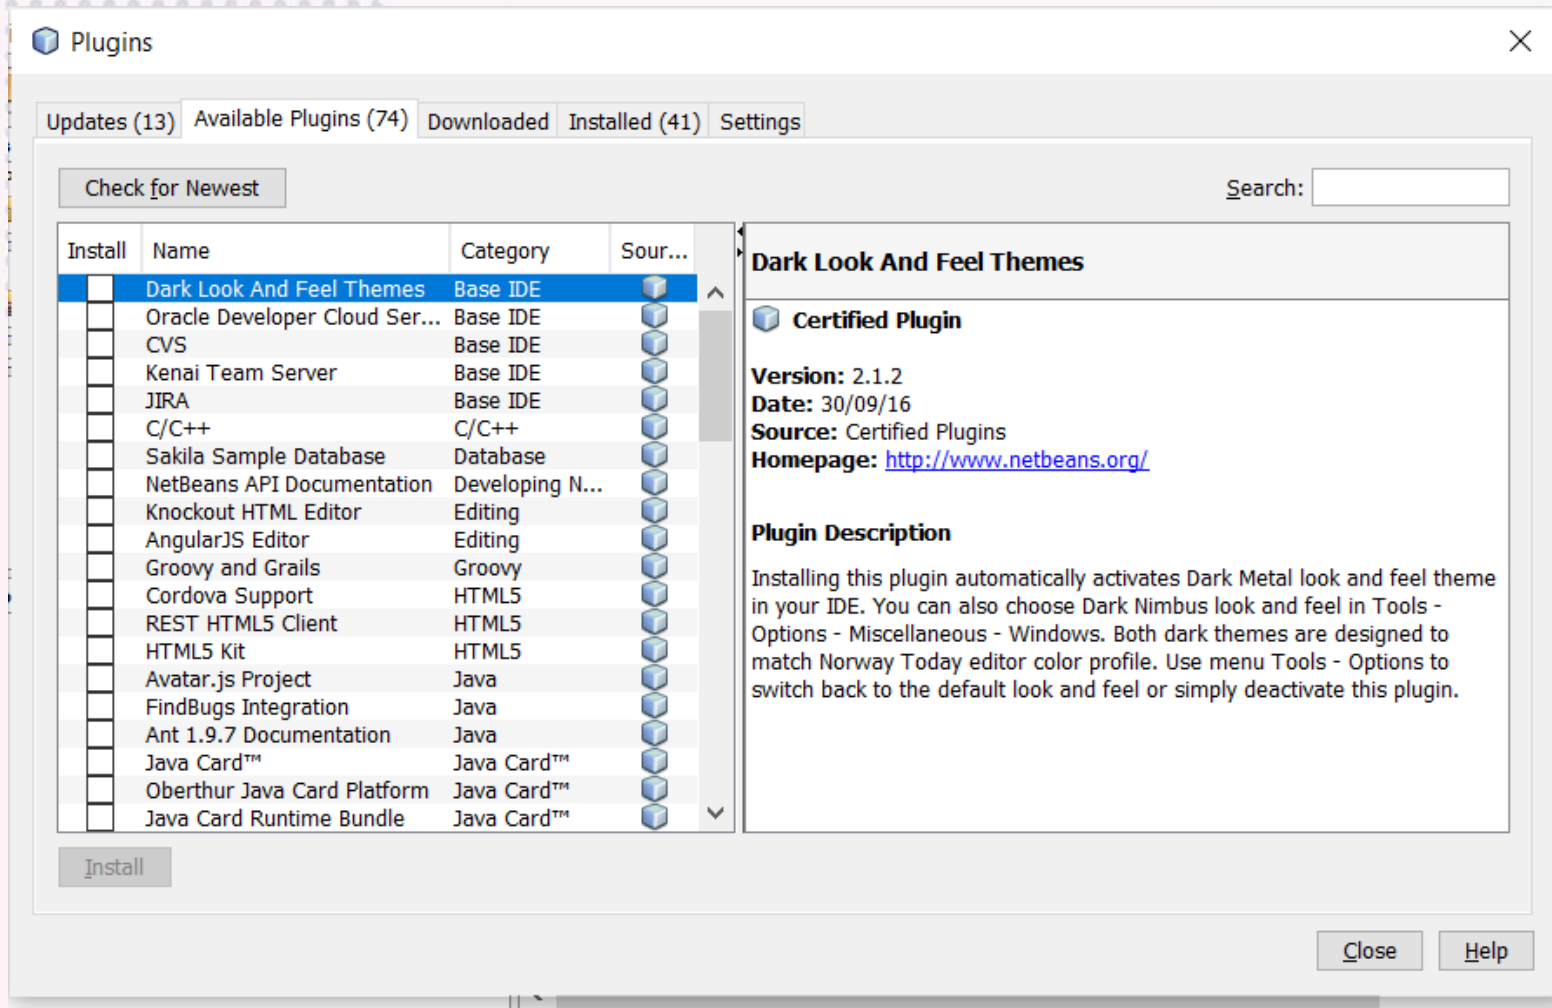 Plugins
Updates (13) Available Plugins (74) Downloaded Installed (41) Settings
Check for Newest
Search:
Install Name Category Sour...
Dark Look And Feel Themes Base IDE
Oracle Developer Cloud Ser... Base IDE
CVS Base IDE
Kenai Team Server Base IDE
JIRA Base IDE
C/C++ C/C++
Sakila Sample Database Database
NetBeans API Documentation Developing N...
Knockout HTML Editor Editing
AngularJS Editor Editing
Groovy and Grails Groovy
Cordova Support HTML5
REST HTML5 Client HTML5
HTML5 Kit HTML5
Avatar.js Project Java
FindBugs Integration Java
Ant 1.9.7 Documentation Java
Java Card™ Java Card™
Oberthur Java Card Platform Java Card™
Java Card Runtime Bundle Java Card™
Dark Look And Feel Themes
Certified Plugin
Version: 2.1.2
Date: 30/09/16
Source: Certified Plugins
Homepage: http://www.netbeans.org/
Plugin Description
Installing this plugin automatically activates Dark Metal look and feel theme
in your IDE. You can also choose Dark Nimbus look and feel in Tools -
Options - Miscellaneous - Windows. Both dark themes are designed to
match Norway Today editor color profile. Use menu Tools - Options to
switch back to the default look and feel or simply deactivate this plugin.
Install
Close Help